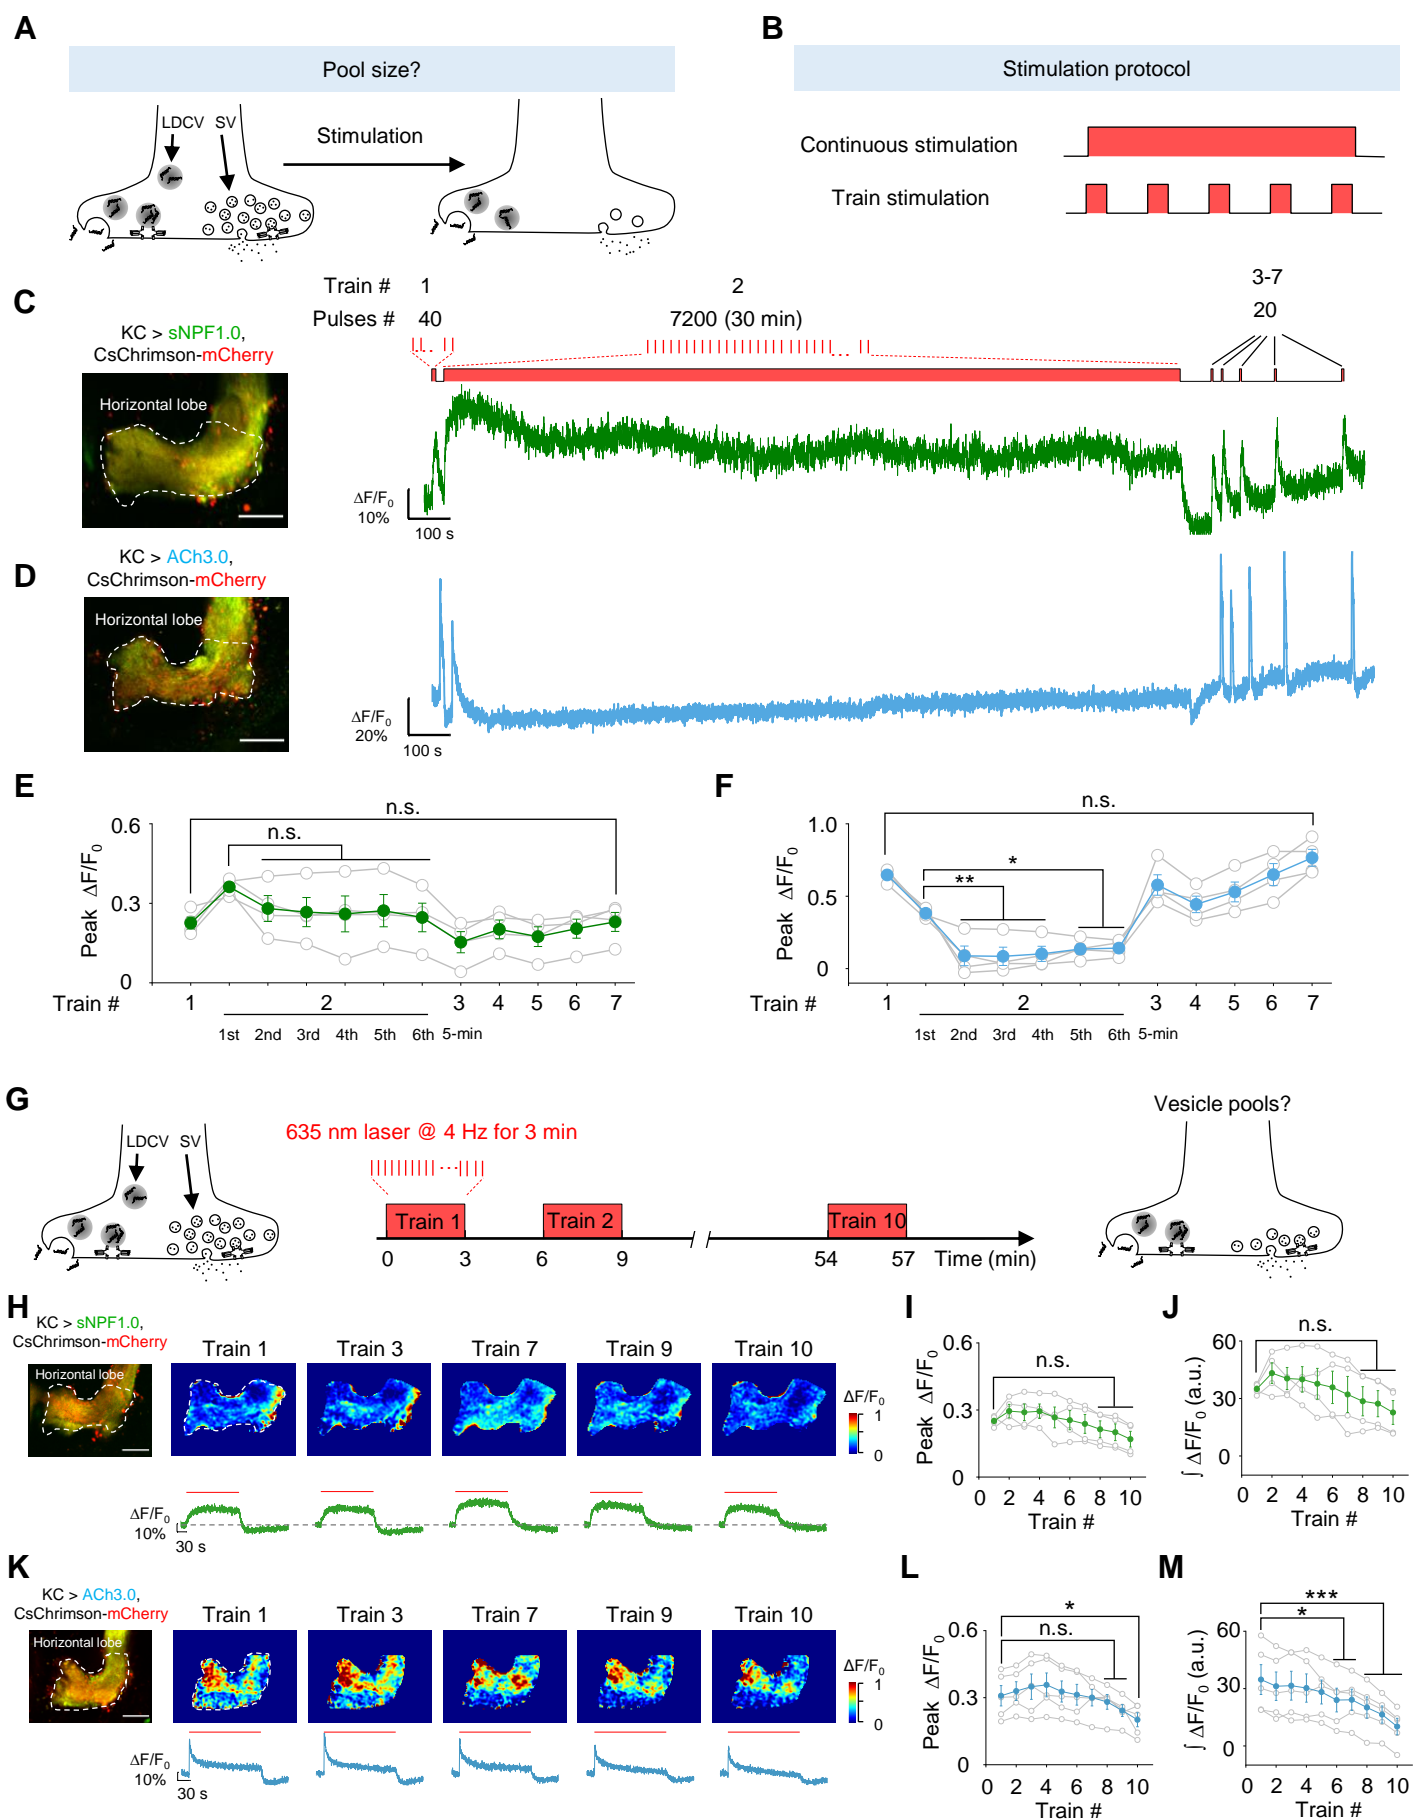 A
B
Pool size?
Stimulation protocol
LDCV SV
Stimulation
Continuous stimulation
Train stimulation
C
Train # 1 2 3-7
Pulses # 40 7200 (30 min) 20
KC > sNPF1.0,
CsChrimson-mCherry
Horizontal lobe
ΔF/F0
10%
100 s
D
KC > ACh3.0,
CsChrimson-mCherry
Horizontal lobe
ΔF/F0
20%
100 s
E
n.s.
n.s.
0.6
0.3
0
Peak ΔF/F0
Train # 1 2 3 4 5 6 7
1st 2nd 3rd 4th 5th 6th 5-min
F
n.s.
*
**
1.0
0.5
0
Peak ΔF/F0
Train # 1 2 3 4 5 6 7
1st 2nd 3rd 4th 5th 6th 5-min
G
LDCV SV
635 nm laser @ 4 Hz for 3 min
Train 1 Train 2 Train 10
0 3 6 9 54 57 Time (min)
Vesicle pools?
H
KC > sNPF1.0,
CsChrimson-mCherry
Horizontal lobe
Train 1 Train 3 Train 7 Train 9 Train 10
ΔF/F0
1
0
ΔF/F0
10%
30 s
I
0.6
0.3
0
Peak ΔF/F0
n.s.
0 2 4 6 8 10
Train #
J
60
30
0
∫ ΔF/F0 (a.u.)
n.s.
0 2 4 6 8 10
Train #
K
KC > ACh3.0,
CsChrimson-mCherry
Horizontal lobe
Train 1 Train 3 Train 7 Train 9 Train 10
ΔF/F0
1
0
ΔF/F0
10%
30 s
L
0.6
0.3
0
Peak ΔF/F0
*
n.s.
0 2 4 6 8 10
Train #
M
60
30
0
∫ ΔF/F0 (a.u.)
***
*
0 2 4 6 8 10
Train #